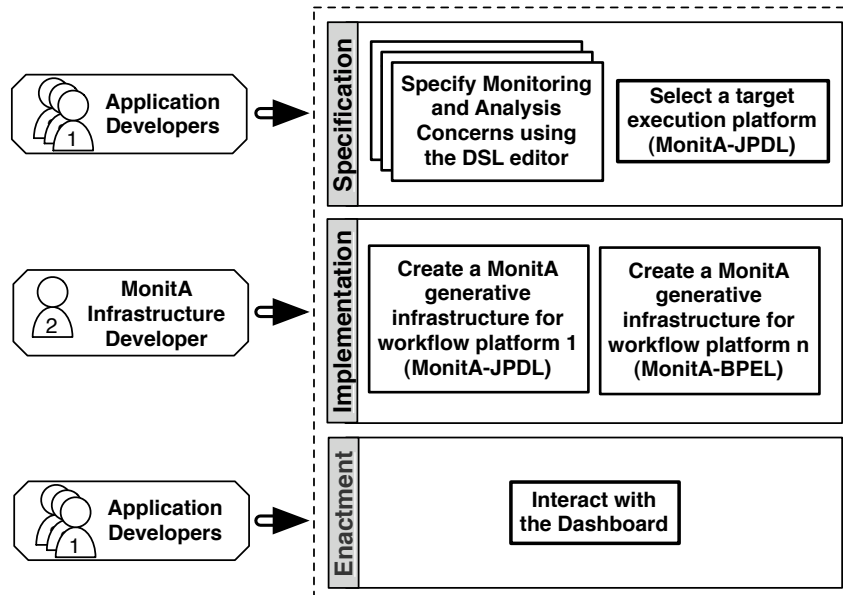 Application
Developers
1
Specification
Specify Monitoring
and Analysis
Concerns using
the DSL editor
Select a target
execution platform
(MonitA-JPDL)
MonitA
Infrastructure
Developer
2
Implementation
Create a MonitA
generative
infrastructure for
workflow platform 1
(MonitA-JPDL)
Create a MonitA
generative
infrastructure for
workflow platform n
(MonitA-BPEL)
Application
Developers
1
Enactment
Interact with
the Dashboard